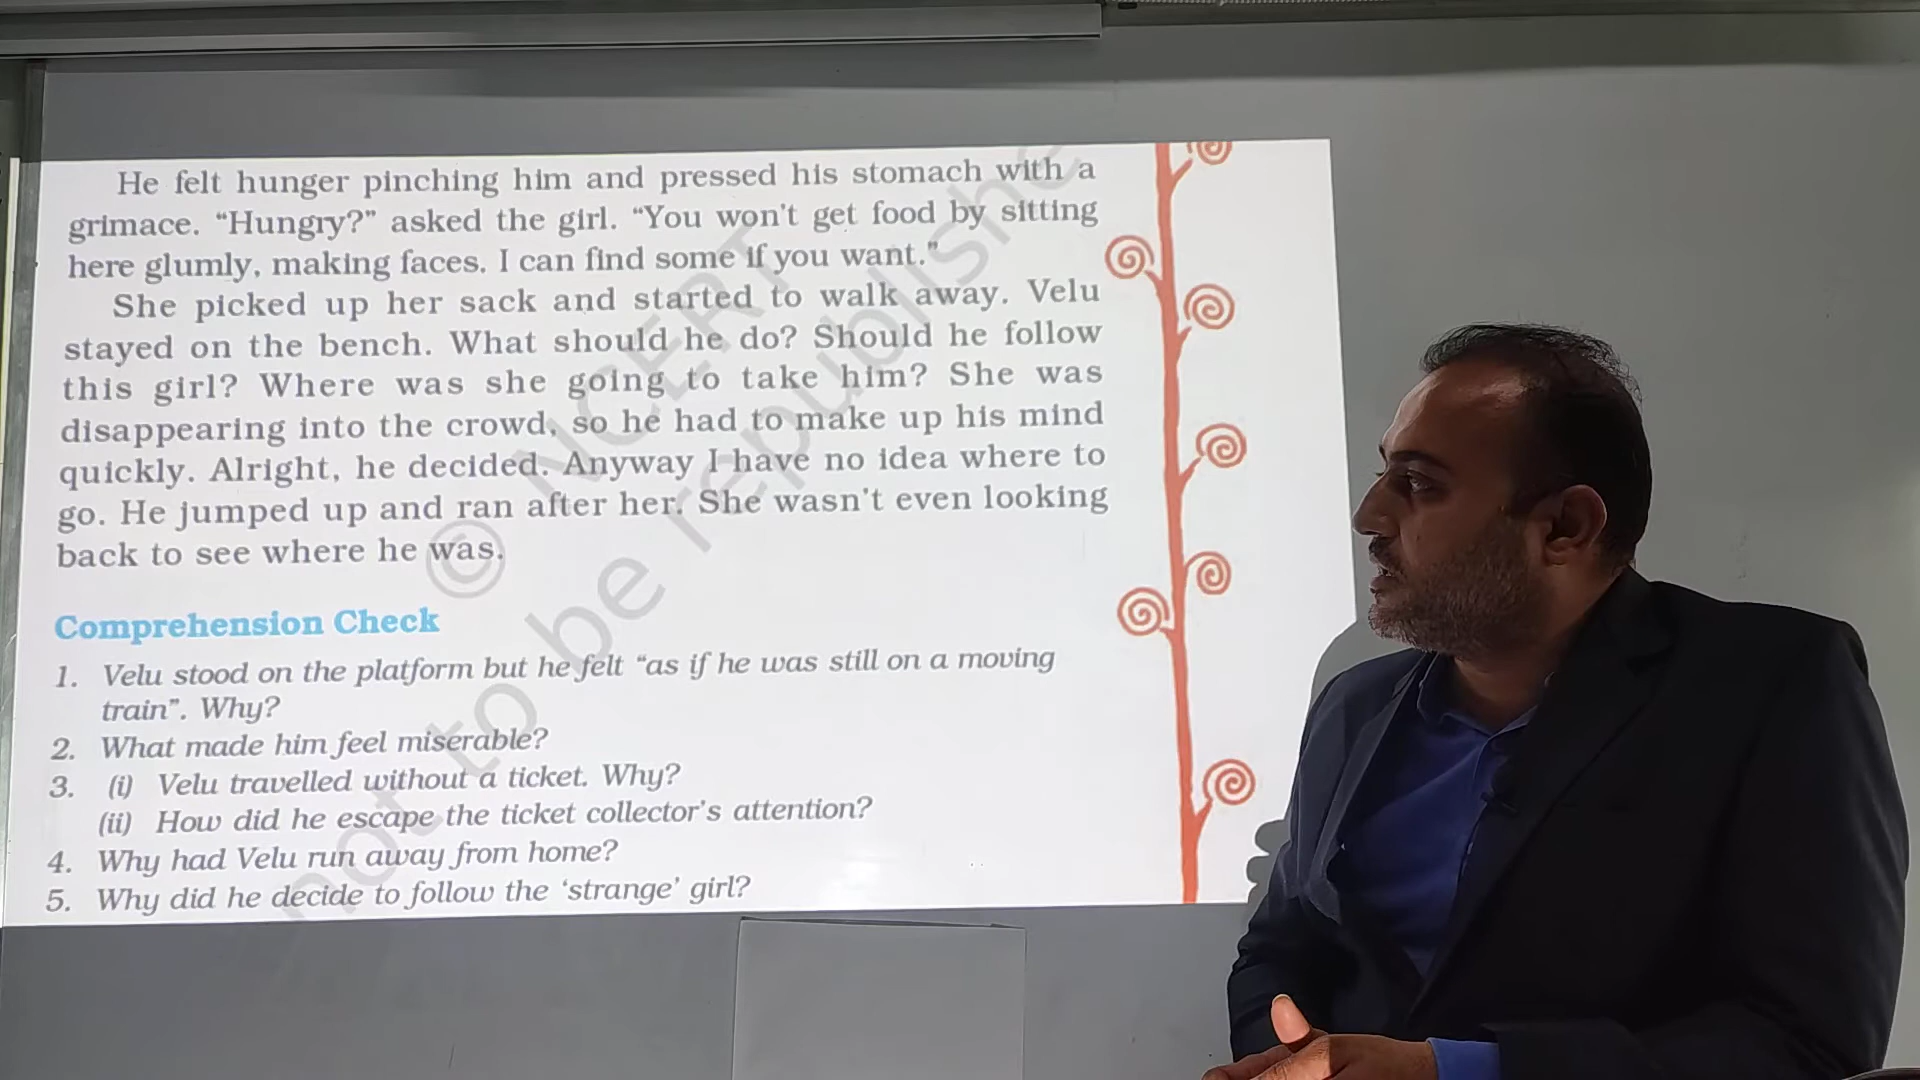 He felt hunger pinching him and pressed his stomach with a
grimace. “Hungry?” asked the girl. “You won't get food by sitting
here glumly, making faces. I can find some if you want.”
She picked up her sack and started to walk away. Velu
stayed on the bench. What should he do? Should he follow
this girl? Where was she going to take him? She was
disappearing into the crowd, so he had to make up his mind
quickly. Alright, he decided. Anyway I have no idea where to
go. He jumped up and ran after her. She wasn't even looking
back to see where he was.
Comprehension Check
1. Velu stood on the platform but he felt “as if he was still on a moving
train”. Why?
2. What made him feel miserable?
3. (i) Velu travelled without a ticket. Why?
(ii) How did he escape the ticket collector's attention?
4. Why had Velu run away from home?
5. Why did he decide to follow the ‘strange’ girl?
© NCERT
not to be republishe